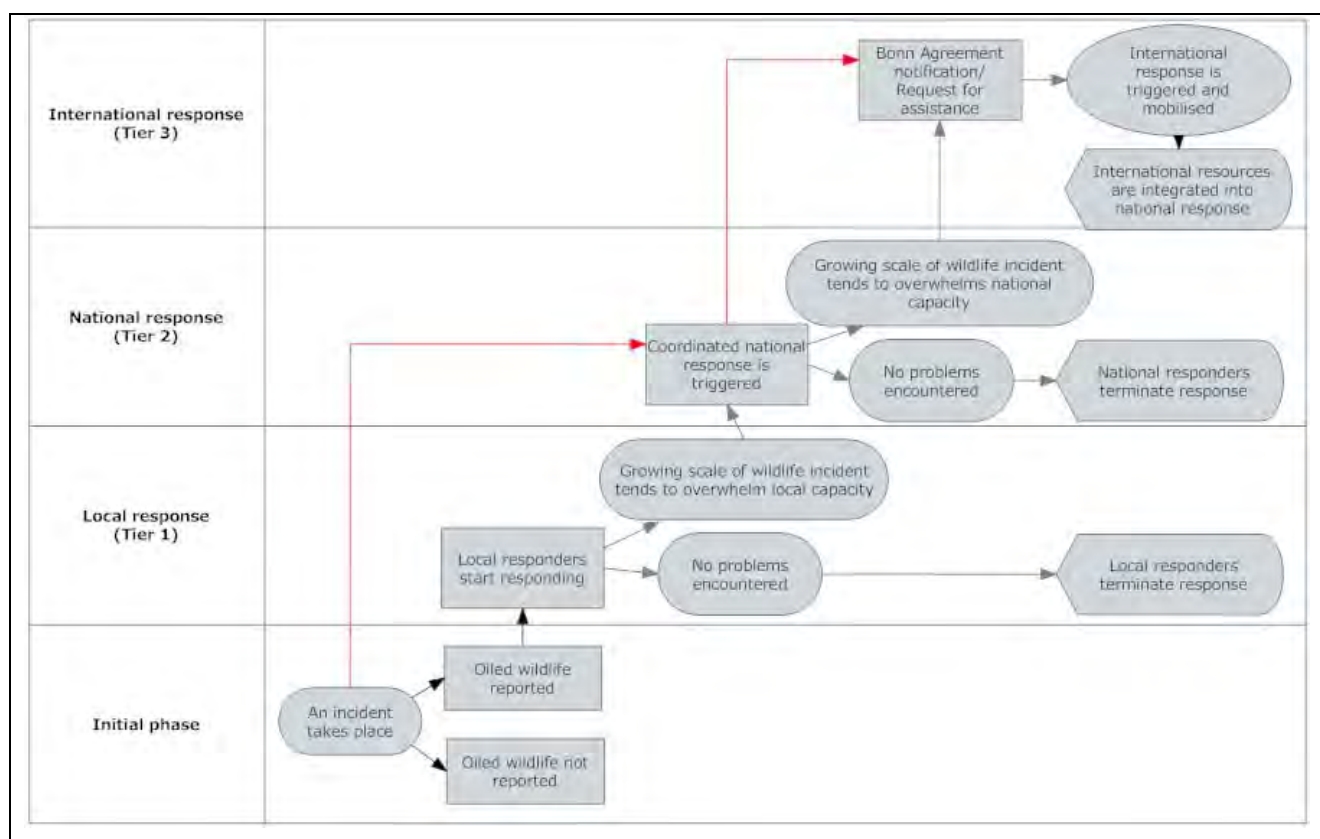 International response
(Tier 3)
Bonn Agreement
notification/
Request for
assistance
International
response is
triggered and
mobilised
International resources
are integrated into
national response
National response
(Tier 2)
Growing scale of wildlife incident
tends to overwhelms national
capacity
Coordinated national
response is
triggered
No problems
encountered
National responders
terminate response
Local response
(Tier 1)
Growing scale of wildlife incident
tends to overwhelm local capacity
Local responders
start responding
No problems
encountered
Local responders
terminate response
Initial phase
An incident
takes place
Oiled wildlife
reported
Oiled wildlife not
reported